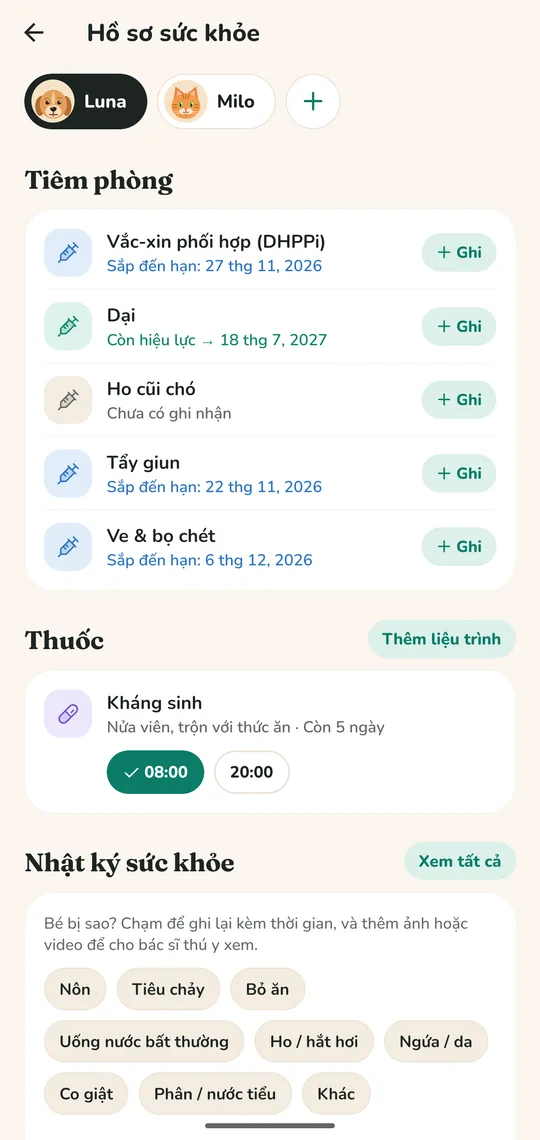 Hồ sơ sức khỏe
Luna
Milo
Tiêm phòng
Vắc-xin phối hợp (DHPPi)
Sắp đến hạn: 27 thg 11, 2026
+ Ghi
Dại
Còn hiệu lực → 18 thg 7, 2027
+ Ghi
Ho cũi chó
Chưa có ghi nhận
+ Ghi
Tẩy giun
Sắp đến hạn: 22 thg 11, 2026
+ Ghi
Ve & bọ chét
Sắp đến hạn: 6 thg 12, 2026
+ Ghi
Thuốc
Thêm liệu trình
Kháng sinh
Nửa viên, trộn với thức ăn · Còn 5 ngày
08:00
20:00
Nhật ký sức khỏe
Xem tất cả
Bé bị sao? Chạm để ghi lại kèm thời gian, và thêm ảnh hoặc
video để cho bác sĩ thú y xem.
Nôn
Tiêu chảy
Bỏ ăn
Uống nước bất thường
Ho / hắt hơi
Ngứa / da
Co giật
Phân / nước tiểu
Khác